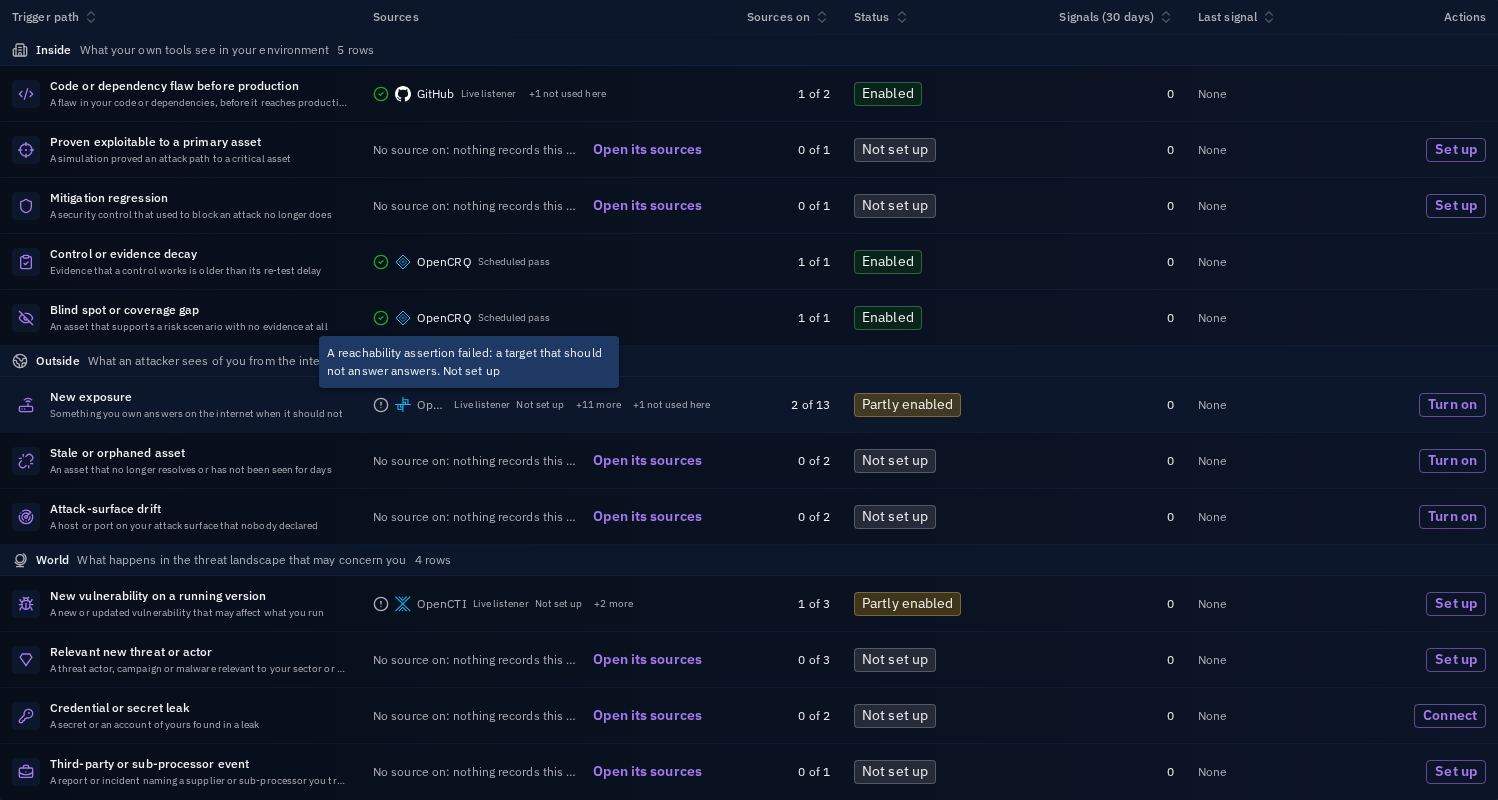 Trigger path Sources Sources on Status Signals (30 days) Last signal Actions
Inside What your own tools see in your environment 5 rows
Code or dependency flaw before production
A flaw in your code or dependencies, before it reaches producti...
GitHub Live listener +1 not used here 1 of 2 Enabled 0 None
Proven exploitable to a primary asset
A simulation proved an attack path to a critical asset
No source on: nothing records this ... Open its sources 0 of 1 Not set up 0 None Set up
Mitigation regression
A security control that used to block an attack no longer does
No source on: nothing records this ... Open its sources 0 of 1 Not set up 0 None Set up
Control or evidence decay
Evidence that a control works is older than its re-test delay
OpenCRQ Scheduled pass 1 of 1 Enabled 0 None
Blind spot or coverage gap
An asset that supports a risk scenario with no evidence at all
OpenCRQ Scheduled pass 1 of 1 Enabled 0 None
A reachability assertion failed: a target that should
not answer answers. Not set up
Outside What an attacker sees of you from the inte
New exposure
Something you own answers on the internet when it should not
Op... Live listener Not set up +11 more +1 not used here 2 of 13 Partly enabled 0 None Turn on
Stale or orphaned asset
An asset that no longer resolves or has not been seen for days
No source on: nothing records this ... Open its sources 0 of 2 Not set up 0 None Turn on
Attack-surface drift
A host or port on your attack surface that nobody declared
No source on: nothing records this ... Open its sources 0 of 2 Not set up 0 None Turn on
World What happens in the threat landscape that may concern you 4 rows
New vulnerability on a running version
A new or updated vulnerability that may affect what you run
OpenCTI Live listener Not set up +2 more 1 of 3 Partly enabled 0 None Set up
Relevant new threat or actor
A threat actor, campaign or malware relevant to your sector or ...
No source on: nothing records this ... Open its sources 0 of 3 Not set up 0 None Set up
Credential or secret leak
A secret or an account of yours found in a leak
No source on: nothing records this ... Open its sources 0 of 2 Not set up 0 None Connect
Third-party or sub-processor event
A report or incident naming a supplier or sub-processor you tr...
No source on: nothing records this ... Open its sources 0 of 1 Not set up 0 None Set up